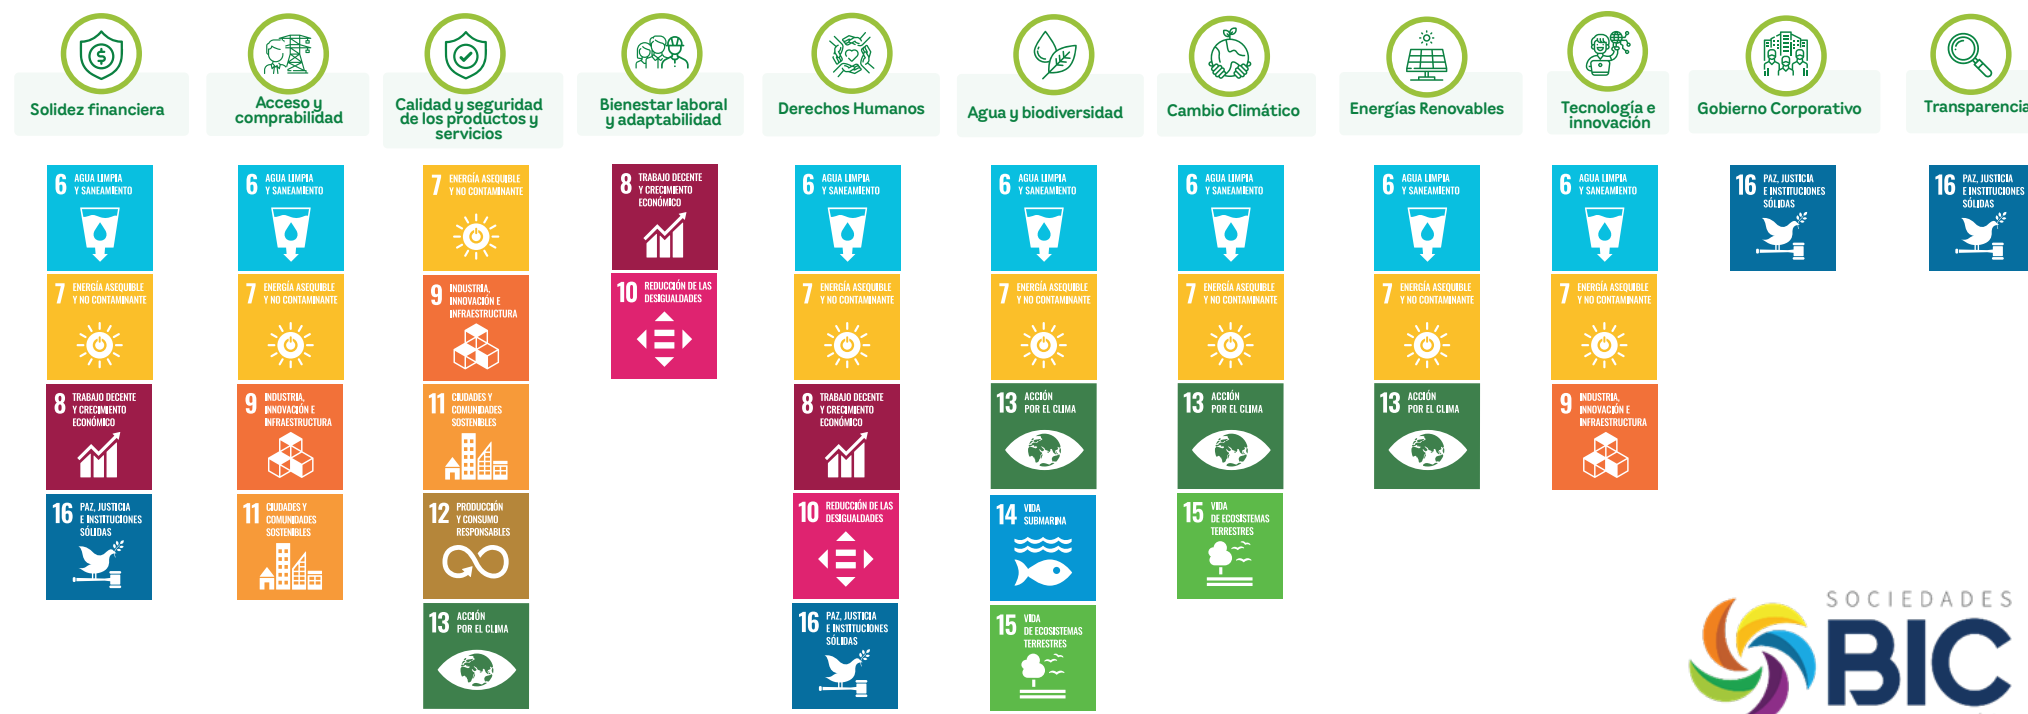 Solidez financiera
Acceso y
comprabilidad
Calidad y seguridad
de los productos y
servicios
Bienestar laboral
y adaptabilidad
Derechos Humanos
Agua y biodiversidad
Cambio Climático
Energías Renovables
Tecnología e
innovación
Gobierno Corporativo
Transparencia
6 AGUA LIMPIA
Y SANEAMIENTO
7 ENERGÍA ASEQUIBLE
Y NO CONTAMINANTE
8 TRABAJO DECENTE
Y CRECIMIENTO
ECONÓMICO
16 PAZ, JUSTICIA
E INSTITUCIONES
SÓLIDAS
6 AGUA LIMPIA
Y SANEAMIENTO
7 ENERGÍA ASEQUIBLE
Y NO CONTAMINANTE
9 INDUSTRIA,
INNOVACIÓN E
INFRAESTRUCTURA
11 CIUDADES Y
COMUNIDADES
SOSTENIBLES
7 ENERGÍA ASEQUIBLE
Y NO CONTAMINANTE
9 INDUSTRIA,
INNOVACIÓN E
INFRAESTRUCTURA
11 CIUDADES Y
COMUNIDADES
SOSTENIBLES
12 PRODUCCIÓN
Y CONSUMO
RESPONSABLES
13 ACCIÓN
POR EL CLIMA
8 TRABAJO DECENTE
Y CRECIMIENTO
ECONÓMICO
10 REDUCCIÓN DE LAS
DESIGUALDADES
6 AGUA LIMPIA
Y SANEAMIENTO
7 ENERGÍA ASEQUIBLE
Y NO CONTAMINANTE
8 TRABAJO DECENTE
Y CRECIMIENTO
ECONÓMICO
10 REDUCCIÓN DE LAS
DESIGUALDADES
16 PAZ, JUSTICIA
E INSTITUCIONES
SÓLIDAS
6 AGUA LIMPIA
Y SANEAMIENTO
7 ENERGÍA ASEQUIBLE
Y NO CONTAMINANTE
13 ACCIÓN
POR EL CLIMA
14 VIDA
SUBMARINA
15 VIDA
DE ECOSISTEMAS
TERRESTRES
6 AGUA LIMPIA
Y SANEAMIENTO
7 ENERGÍA ASEQUIBLE
Y NO CONTAMINANTE
13 ACCIÓN
POR EL CLIMA
15 VIDA
DE ECOSISTEMAS
TERRESTRES
6 AGUA LIMPIA
Y SANEAMIENTO
7 ENERGÍA ASEQUIBLE
Y NO CONTAMINANTE
13 ACCIÓN
POR EL CLIMA
6 AGUA LIMPIA
Y SANEAMIENTO
7 ENERGÍA ASEQUIBLE
Y NO CONTAMINANTE
9 INDUSTRIA,
INNOVACIÓN E
INFRAESTRUCTURA
16 PAZ, JUSTICIA
E INSTITUCIONES
SÓLIDAS
16 PAZ, JUSTICIA
E INSTITUCIONES
SÓLIDAS
SOCIEDADES
BIC